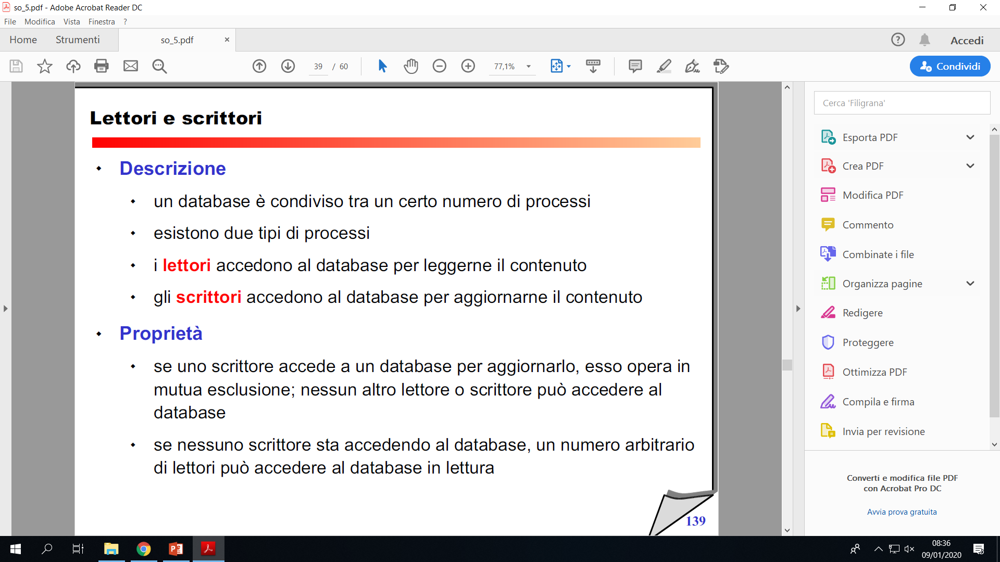 so_5.pdf - Adobe Acrobat Reader DC
File Modifica Vista Finestra ?
Home Strumenti so_5.pdf × Accedi
39 / 60 77,1% Condividi
Lettori e scrittori
Descrizione
un database è condiviso tra un certo numero di processi
esistono due tipi di processi
i lettori accedono al database per leggerne il contenuto
gli scrittori accedono al database per aggiornarne il contenuto
Proprietà
se uno scrittore accede a un database per aggiornarlo, esso opera in
mutua esclusione; nessun altro lettore o scrittore può accedere al
database
se nessuno scrittore sta accedendo al database, un numero arbitrario
di lettori può accedere al database in lettura
139
Cerca 'Filigrana'
Esporta PDF
Crea PDF
Modifica PDF
Commento
Combinate i file
Organizza pagine
Redigere
Proteggere
Ottimizza PDF
Compila e firma
Invia per revisione
Converti e modifica file PDF
con Acrobat Pro DC
Avvia prova gratuita
08:36
09/01/2020